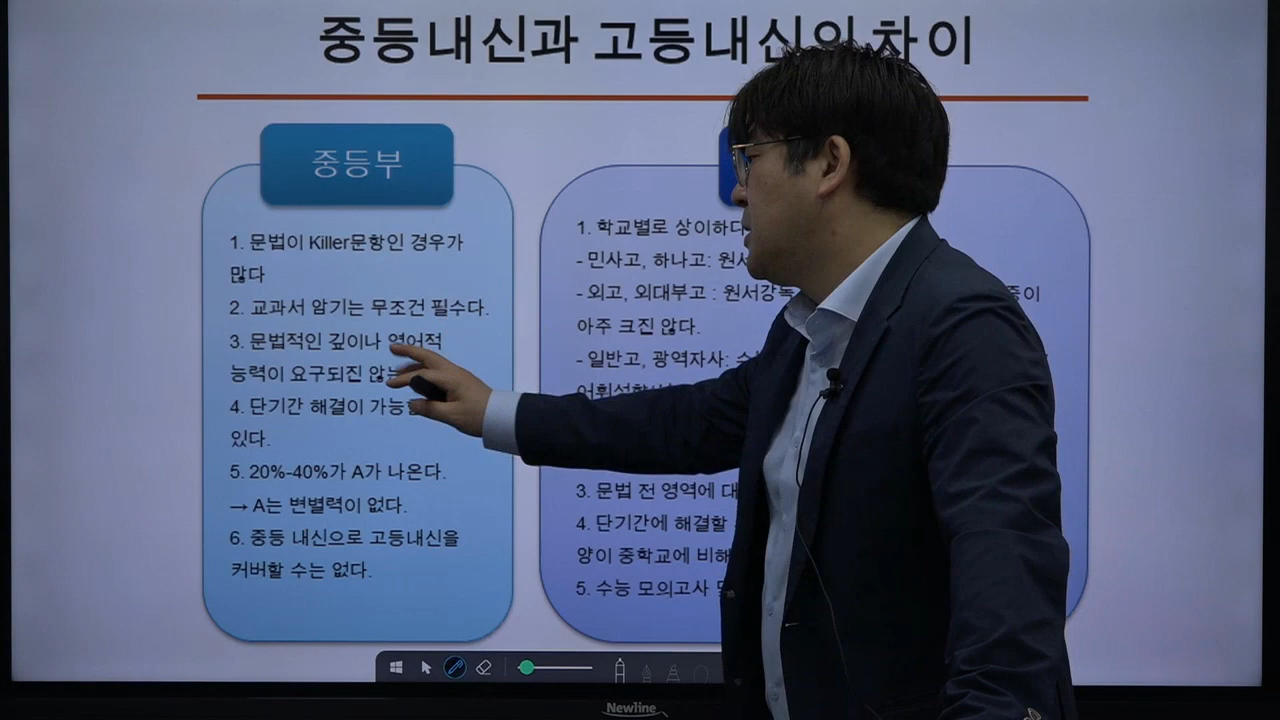 중등내신과 고등내신의 차이
중등부
1. 문법이 Killer문항인 경우가
많다
2. 교과서 암기는 무조건 필수다.
3. 문법적인 깊이나 영어적
능력이 요구되진 않는
4. 단기간 해결이 가능
있다.
5. 20%-40%가 A가 나온다.
→ A는 변별력이 없다.
6. 중등 내신으로 고등내신을
커버할 수는 없다.
1. 학교별로 상이하다
- 민사고, 하나고: 원서
- 외고, 외대부고 : 원서강독
아주 크진 않다.
- 일반고, 광역자사:
3. 문법 전 영역에
4. 단기간에 해결할
양이 중학교에 비해
5. 수능 모의고사
Newline